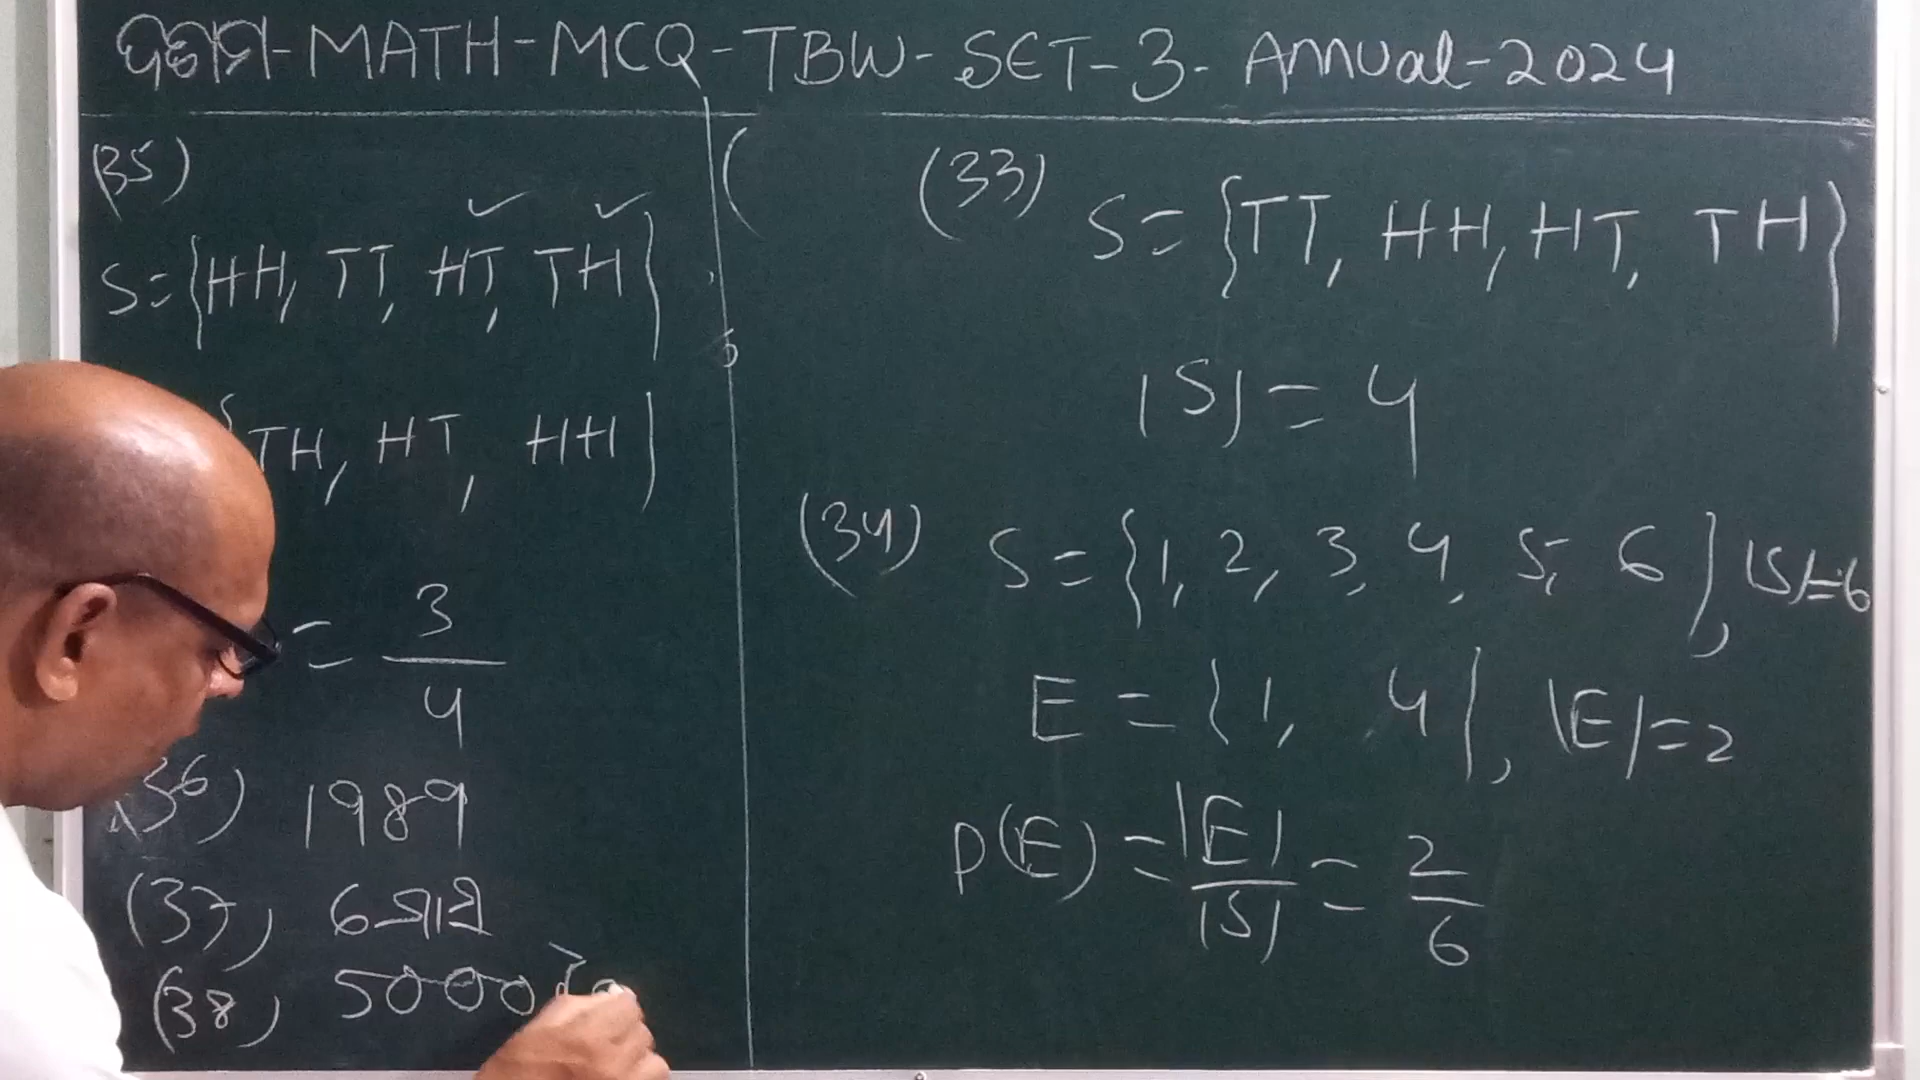 ଦଶମ-MATH-MCQ-TBW-SET-3-Annual-2024
(35)
S={HH, TT, HT, TH}
{TH, HT, HH}
= 3/4
(36) 1989
(37) 6 ମାସ
(38) 5000
(33) S={TT, HH, HT, TH}
|S| = 4
(34) S={1, 2, 3, 4, 5, 6}, |S|=6
E = {1, 4}, |E|=2
P(E) = |E|/|S| = 2/6